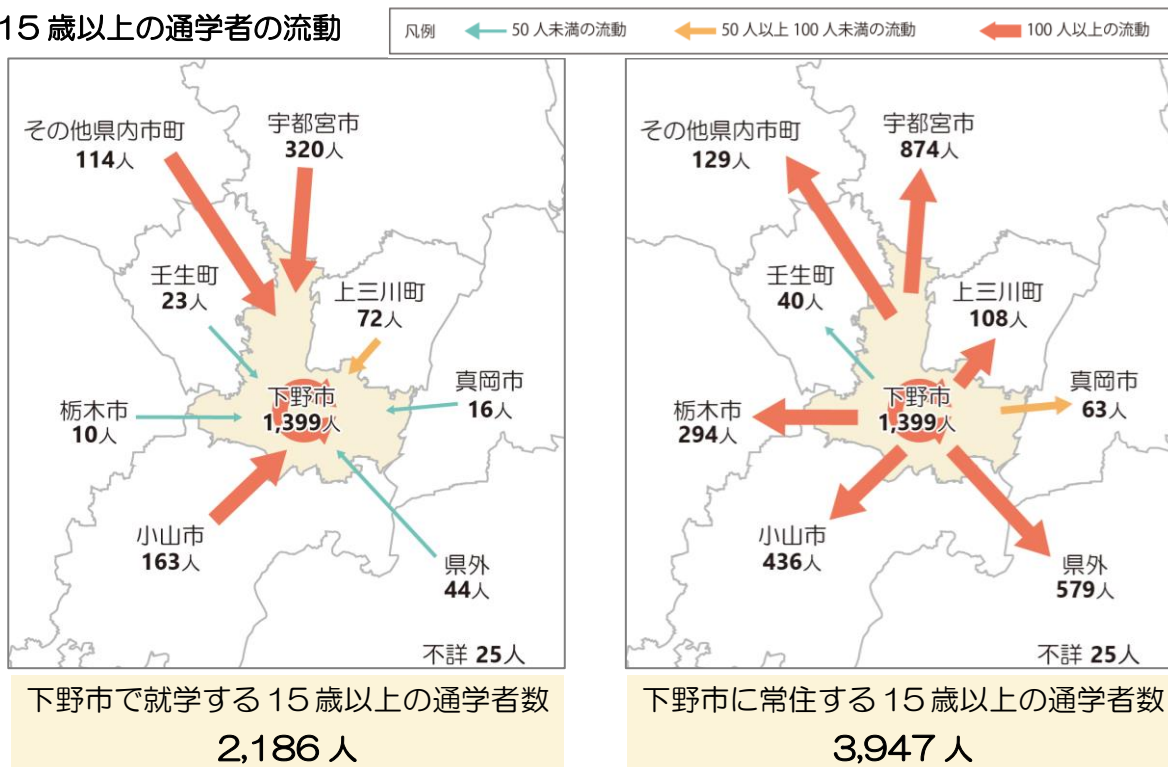 15歳以上の通学者の流動
凡例 50人未満の流動 50人以上100人未満の流動 100人以上の流動
その他県内市町
114人
宇都宮市
320人
壬生町
23人
上三川町
72人
下野市
1,399人
真岡市
16人
栃木市
10人
小山市
163人
県外
44人
不詳 25人
下野市で就学する15歳以上の通学者数
2,186人
その他県内市町
129人
宇都宮市
874人
壬生町
40人
上三川町
108人
下野市
1,399人
真岡市
63人
栃木市
294人
小山市
436人
県外
579人
不詳 25人
下野市に常住する15歳以上の通学者数
3,947人